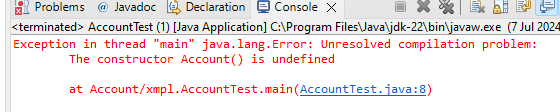 Problems @ Javadoc Declaration Console
<terminated> AccountTest (1) [Java Application] C:\Program Files\Java\jdk-22\bin\javaw.exe (7 Jul 2024
Exception in thread "main" java.lang.Error: Unresolved compilation problem:
The constructor Account() is undefined
at Account/xmpl.AccountTest.main(AccountTest.java:8)